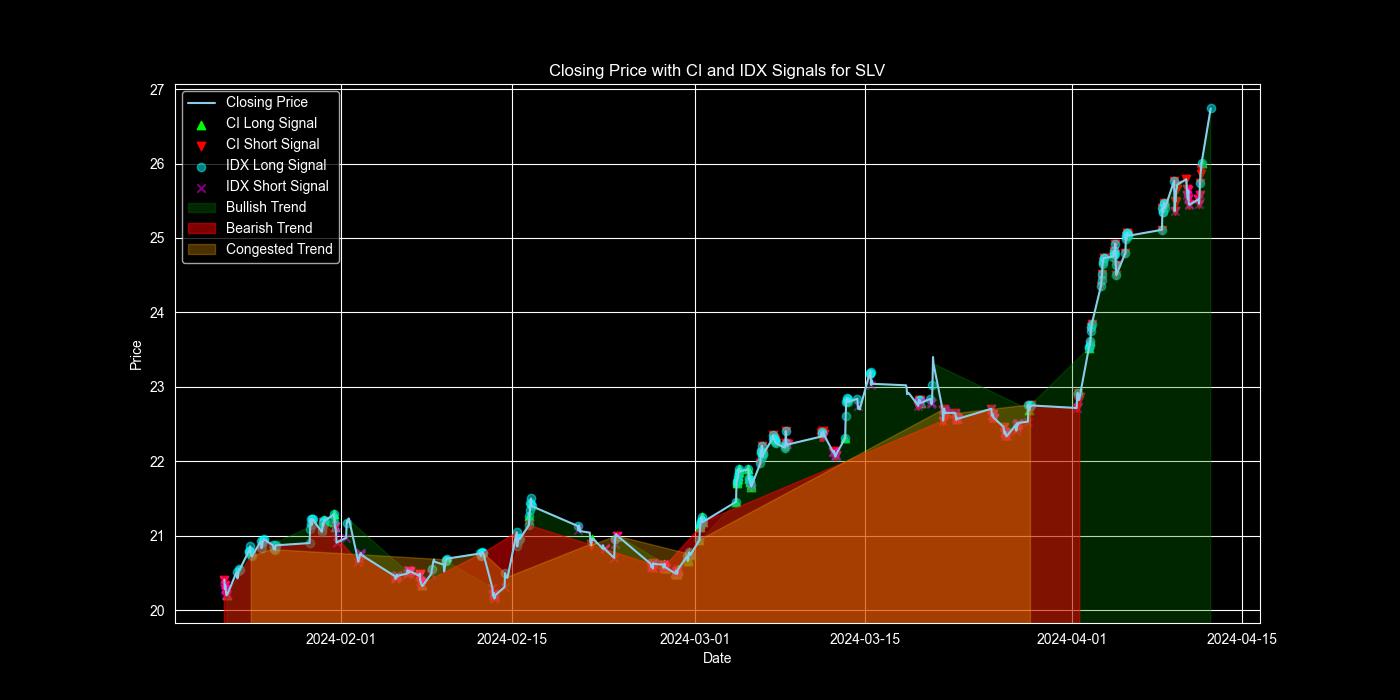 Closing Price with CI and IDX Signals for SLV
27
26
25
24
23
22
21
20
Price
Closing Price
CI Long Signal
CI Short Signal
IDX Long Signal
IDX Short Signal
Bullish Trend
Bearish Trend
Congested Trend
2024-02-01
2024-02-15
2024-03-01
2024-03-15
2024-04-01
2024-04-15
Date